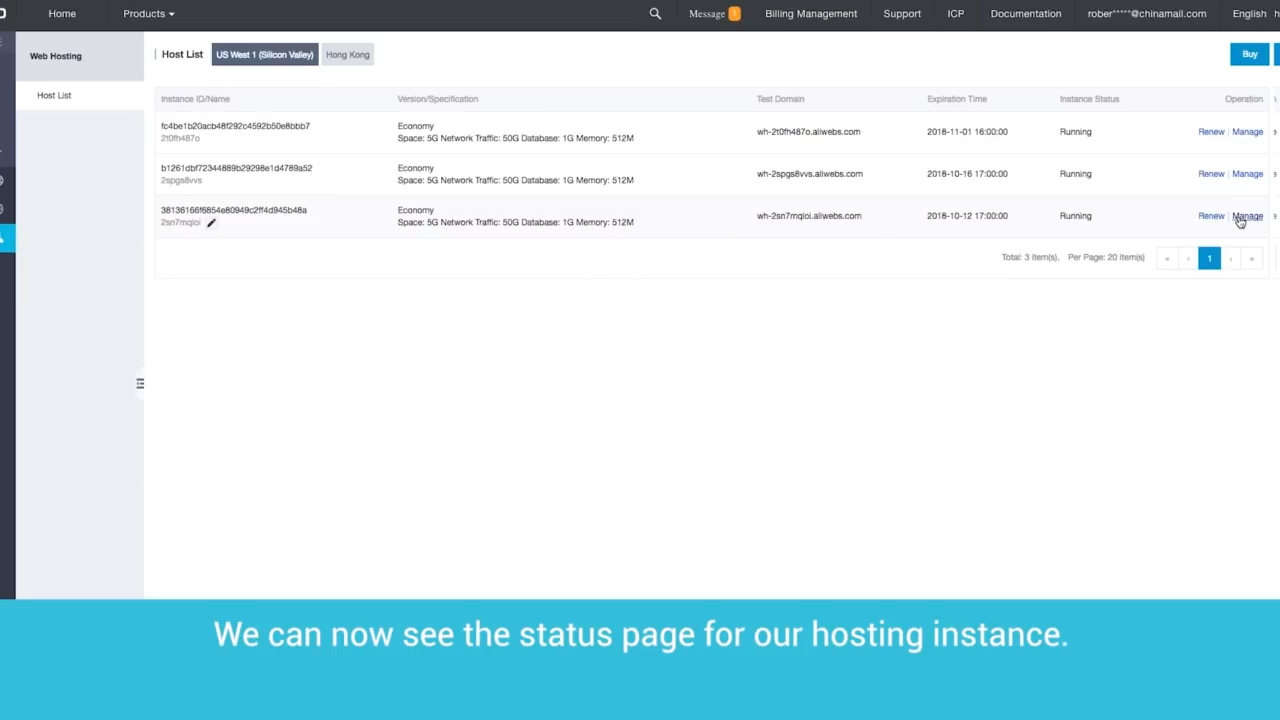 Home Products Message 1 Billing Management Support ICP Documentation rober*****@chinamail.com English
Web Hosting
Host List
Host List US West 1 (Silicon Valley) Hong Kong Buy
Instance ID/Name Version/Specification Test Domain Expiration Time Instance Status Operation
fc4be1b20acb48f292c4592b50e8bbb7 Economy
2t0fh487o Space: 5G Network Traffic: 50G Database: 1G Memory: 512M wh-2t0fh487o.aliwebs.com 2018-11-01 16:00:00 Running Renew | Manage
b1261dbf72344889b29298e1d4789a52 Economy
2spgs8vvs Space: 5G Network Traffic: 50G Database: 1G Memory: 512M wh-2spgs8vvs.aliwebs.com 2018-10-16 17:00:00 Running Renew | Manage
38136166f6854e80949c2ff4d945b48a Economy
2sn7mqloi Space: 5G Network Traffic: 50G Database: 1G Memory: 512M wh-2sn7mqloi.aliwebs.com 2018-10-12 17:00:00 Running Renew | Manage
Total: 3 item(s), Per Page: 20 item(s) « ‹ 1 › »
We can now see the status page for our hosting instance.